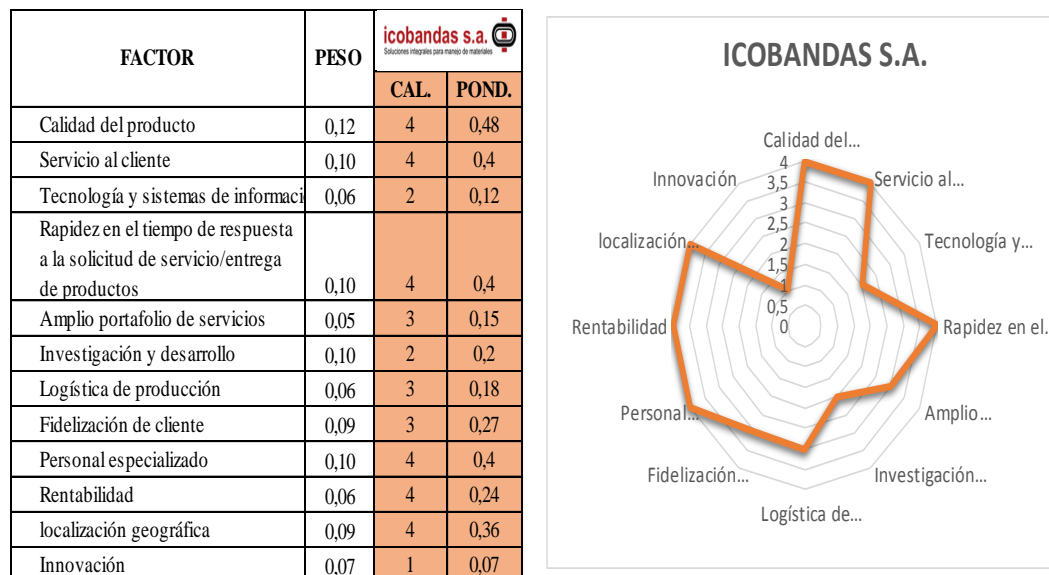 FACTOR PESO icobandas s.a.
Soluciones integrales para manejo de materiales
CAL. POND.
Calidad del producto 0,12 4 0,48
Servicio al cliente 0,10 4 0,4
Tecnología y sistemas de informaci 0,06 2 0,12
Rapidez en el tiempo de respuesta
a la solicitud de servicio/entrega
de productos 0,10 4 0,4
Amplio portafolio de servicios 0,05 3 0,15
Investigación y desarrollo 0,10 2 0,2
Logística de producción 0,06 3 0,18
Fidelización de cliente 0,09 3 0,27
Personal especializado 0,10 4 0,4
Rentabilidad 0,06 4 0,24
localización geográfica 0,09 4 0,36
Innovación 0,07 1 0,07
ICOBANDAS S.A.
Calidad del...
4
Innovación 3,5 Servicio al...
3
2,5
localización... 2 Tecnología y...
1,5
1
0,5
Rentabilidad 0 Rapidez en el.
Personal... Amplio...
Fidelización... Investigación...
Logística de...